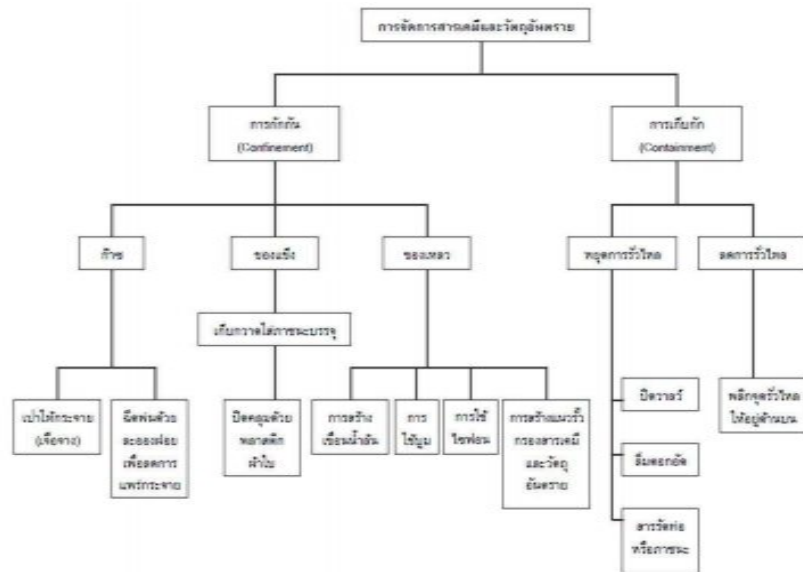 การจัดการสารเคมีและวัตถุอันตราย
การกักกัน
(Confinement)
การเก็บกัก
(Containment)
ก๊าซ
ของแข็ง
ของเหลว
หยุดการรั่วไหล
ลดการรั่วไหล
เก็บกวาดใส่ภาชนะบรรจุ
เป่าให้กระจาย
(เจือจาง)
ฉีดพ่นด้วย
ละอองฝอย
เพื่อลดการ
แพร่กระจาย
ปิดคลุมด้วย
พลาสติก
ผ้าใบ
การสร้าง
เขื่อนน้ำล้น
การ
ใช้บูม
การใช้
ไซฟอน
การสร้างแนวรั้ว
กรองสารเคมี
และวัตถุ
อันตราย
ปิดวาล์ว
ลิ่มตอกอัด
สารรัดท่อ
หรือภาชนะ
พลิกจุดรั่วไหล
ให้อยู่ด้านบน